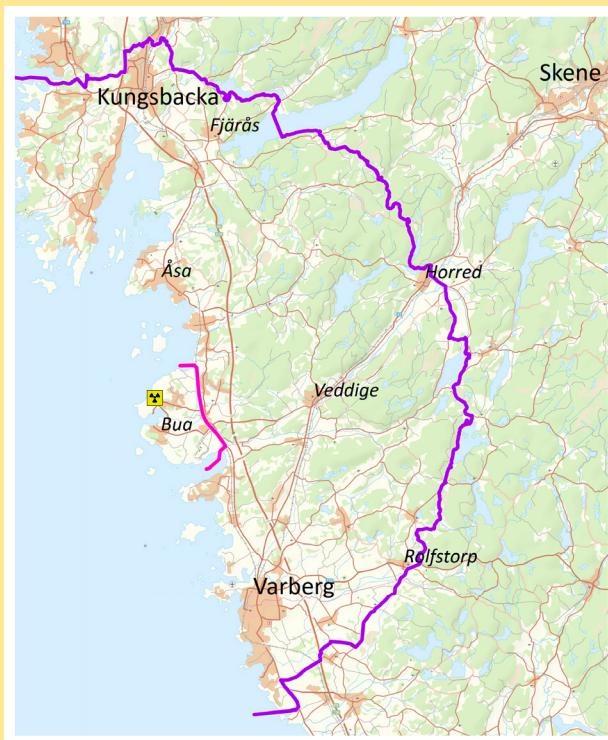 Skene
Kungsbacka
Fjärås
Åsa
Horred
Veddige
Bua
Rolfstorp
Varberg